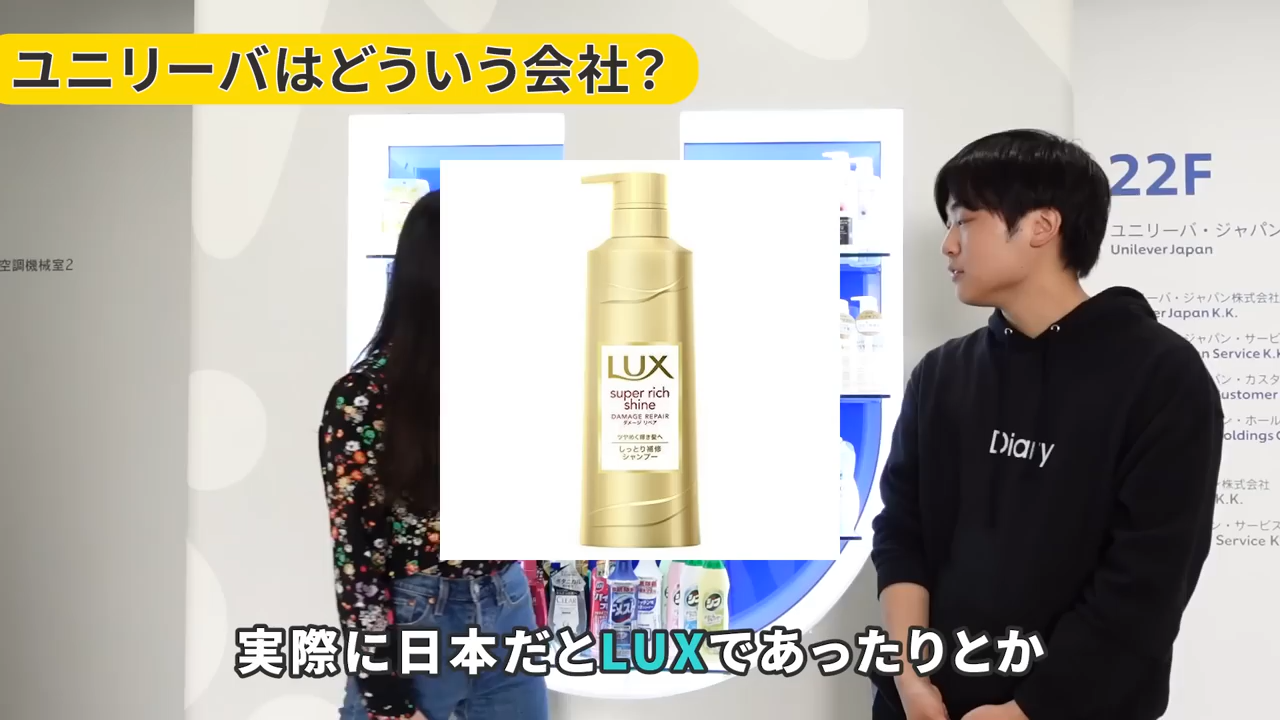 ユニリーバはどういう会社？
22F
ユニリーバ・ジャパン
Unilever Japan
空調機械室2
ーバ・ジャパン株式会社
er Japan K.K.
ジャパン・サービ
n Service K.K
パン・カスタ
ustomer
ン・ホール
oldings C
株式会社
K.K.
ン・サービス
Service K
LUX
super rich
shine
DAMAGE REPAIR
ダメージ リペア
ツヤめく輝き髪へ
しっとり補修
シャンプー
Diary
CLEAR
実際に日本だとLUXであったりとか